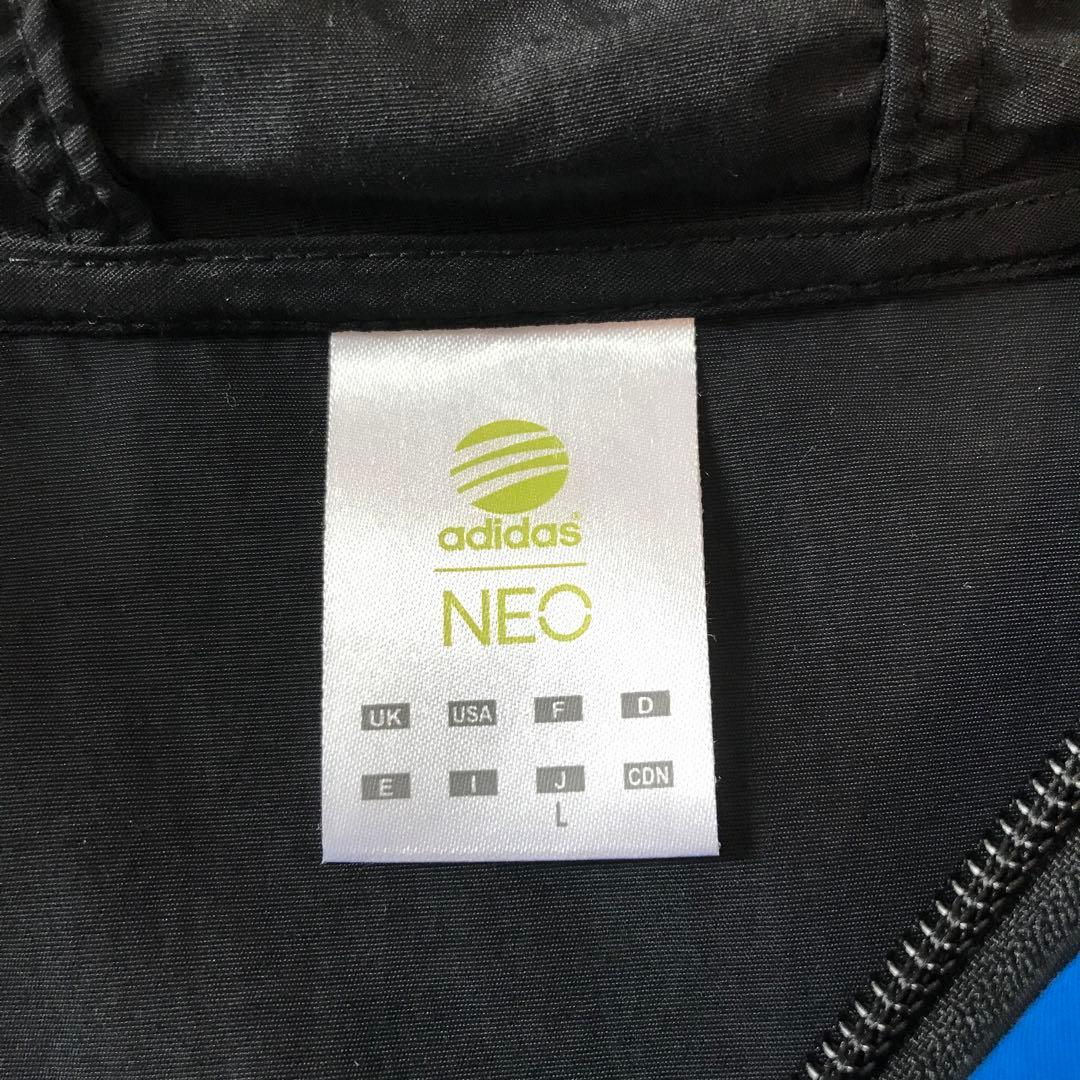 adidas
NEO
UK USA F D
E I J CDN
L